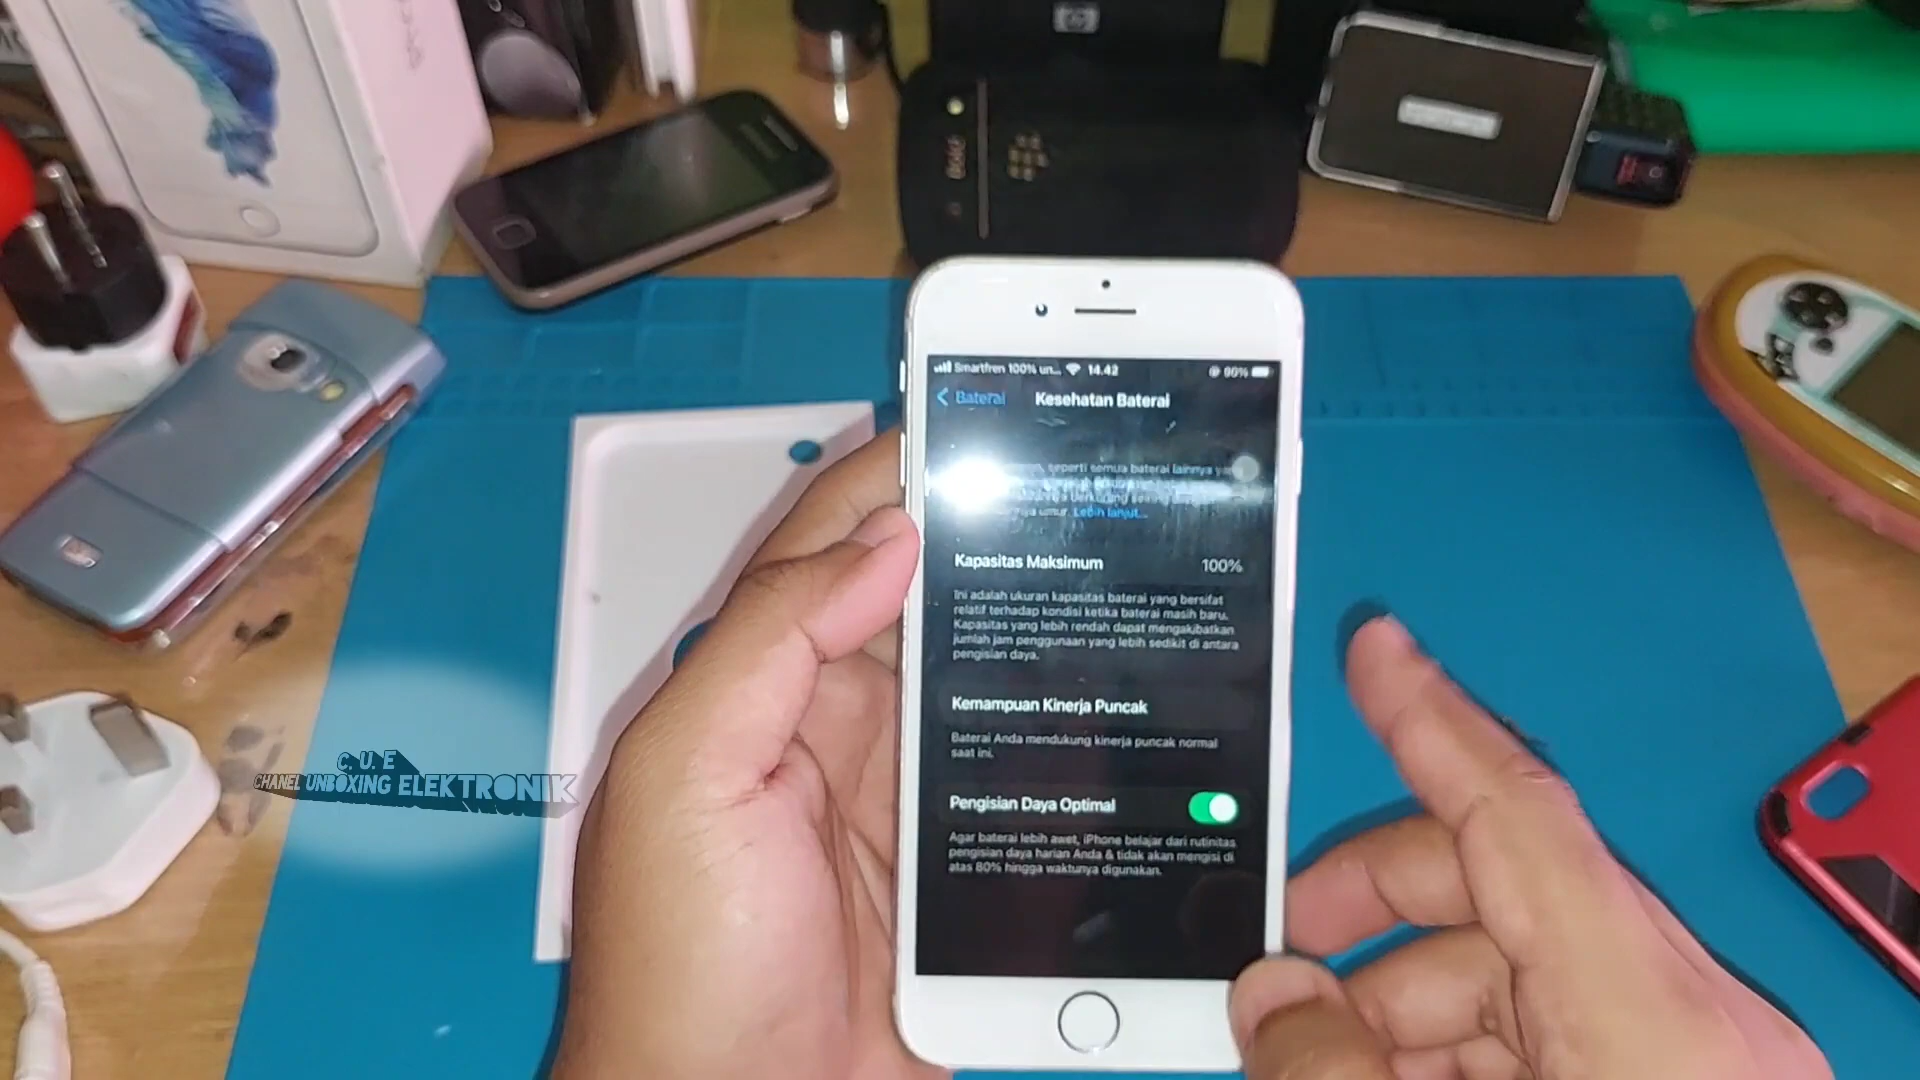 hp
Smartfren 100% un... 14.42 90%
Baterai Kesehatan Baterai
seperti semua baterai lainnya
umur. Lebih lanjut...
Kapasitas Maksimum 100%
Ini adalah ukuran kapasitas baterai yang bersifat
relatif terhadap kondisi ketika baterai masih baru.
Kapasitas yang lebih rendah dapat mengakibatkan
jumlah jam penggunaan yang lebih sedikit di antara
pengisian daya.
Kemampuan Kinerja Puncak
Baterai Anda mendukung kinerja puncak normal
saat ini.
Pengisian Daya Optimal
Agar baterai lebih awet, iPhone belajar dari rutinitas
pengisian daya harian Anda & tidak akan mengisi di
atas 80% hingga waktunya digunakan.
C. U. E
CHANEL UNBOXING ELEKTRONIK